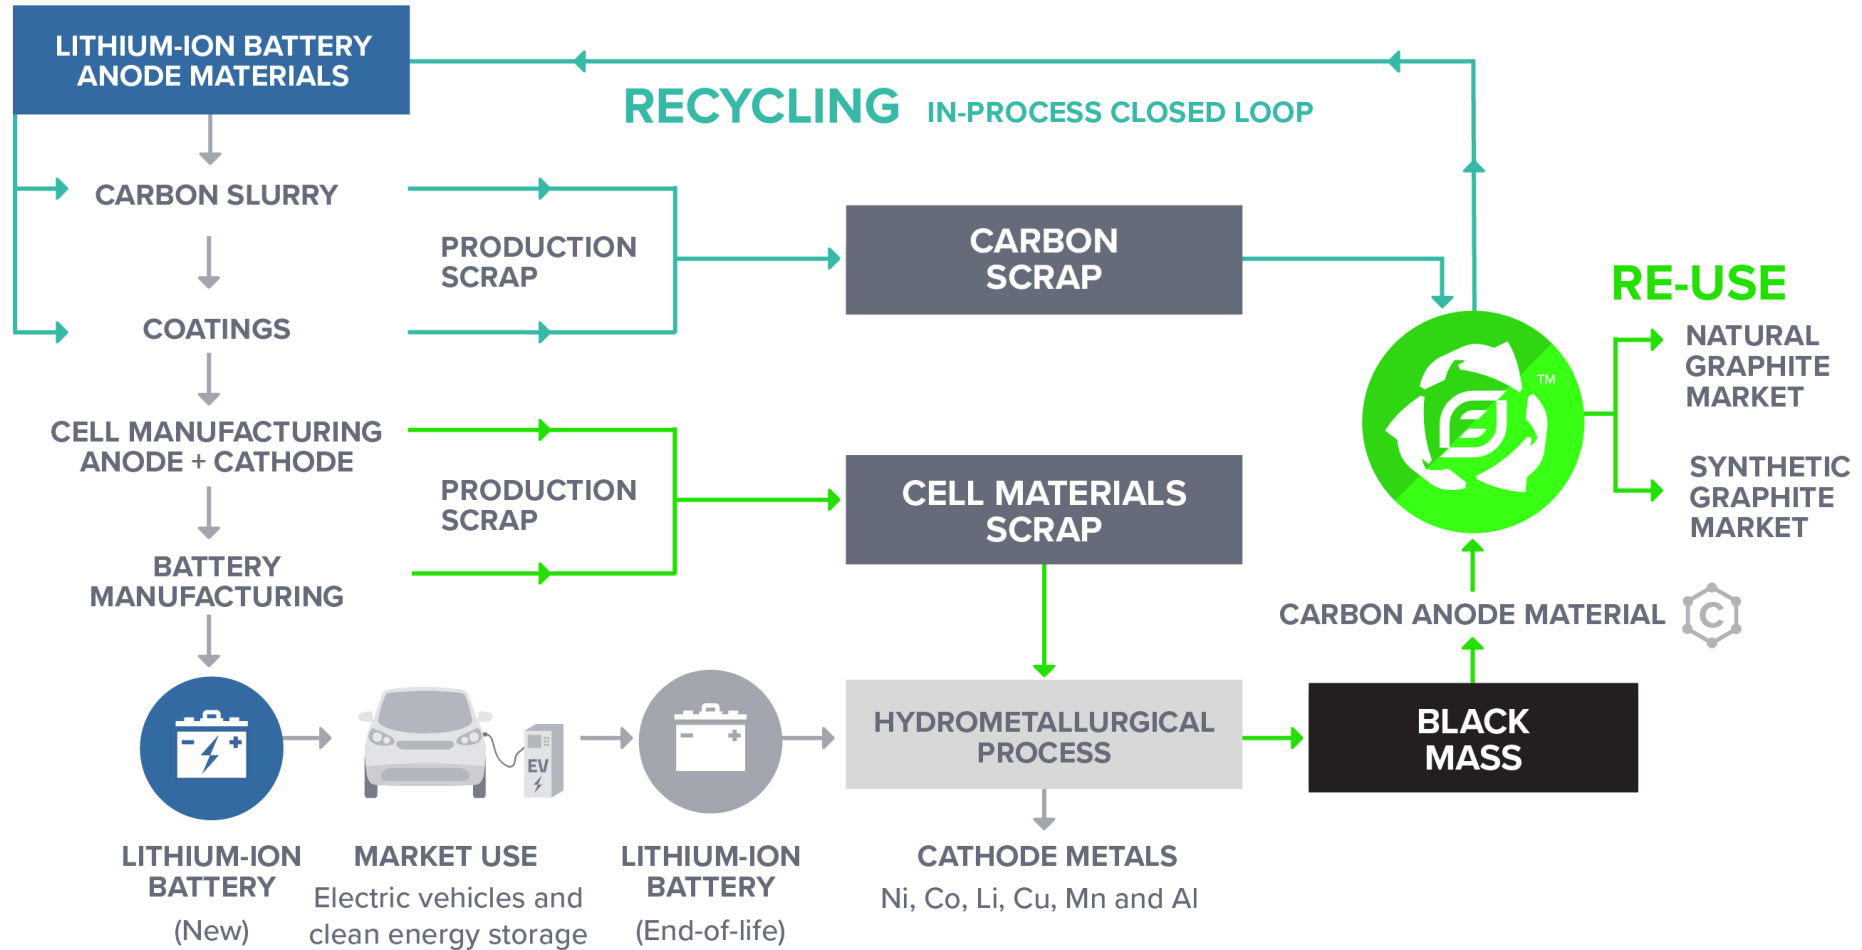 LITHIUM-ION BATTERY
ANODE MATERIALS
RECYCLING IN-PROCESS CLOSED LOOP
CARBON SLURRY
PRODUCTION
SCRAP
CARBON
SCRAP
COATINGS
RE-USE
NATURAL
GRAPHITE
MARKET
TM
CELL MANUFACTURING
ANODE + CATHODE
PRODUCTION
SCRAP
CELL MATERIALS
SCRAP
SYNTHETIC
GRAPHITE
MARKET
BATTERY
MANUFACTURING
CARBON ANODE MATERIAL
C
EV
HYDROMETALLURGICAL
PROCESS
BLACK
MASS
LITHIUM-ION
BATTERY
(New)
MARKET USE
Electric vehicles and
clean energy storage
LITHIUM-ION
BATTERY
(End-of-life)
CATHODE METALS
Ni, Co, Li, Cu, Mn and Al